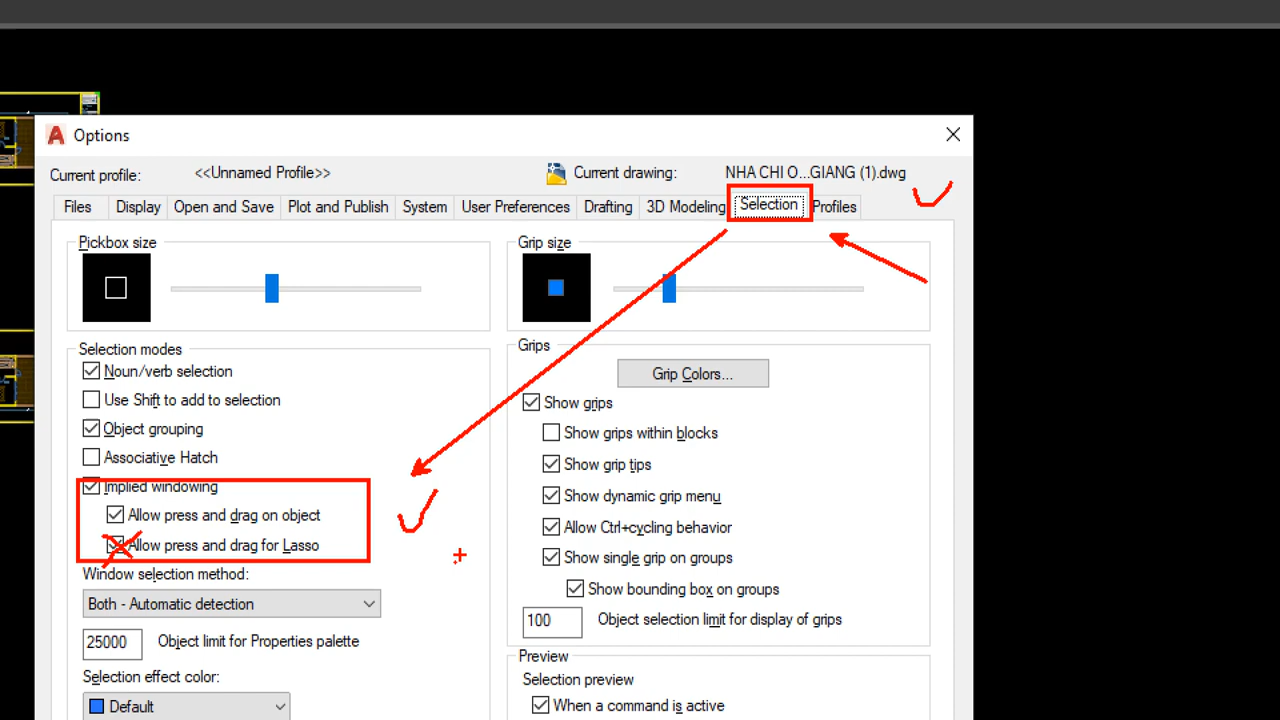 Options
Current profile: <<Unnamed Profile>> Current drawing: NHA CHI O...GIANG (1).dwg
Files Display Open and Save Plot and Publish System User Preferences Drafting 3D Modeling Selection Profiles
Pickbox size
Grip size
Selection modes
Noun/verb selection
Use Shift to add to selection
Object grouping
Associative Hatch
Implied windowing
Allow press and drag on object
Allow press and drag for Lasso
Window selection method:
Both - Automatic detection
25000 Object limit for Properties palette
Selection effect color:
Default
Grips
Grip Colors...
Show grips
Show grips within blocks
Show grip tips
Show dynamic grip menu
Allow Ctrl+cycling behavior
Show single grip on groups
Show bounding box on groups
100 Object selection limit for display of grips
Preview
Selection preview
When a command is active